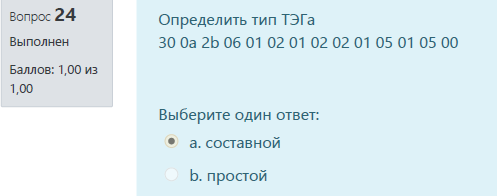 Вопрос 24
Выполнен
Баллов: 1,00 из
1,00
Определить тип ТЭГа
30 0a 2b 06 01 02 01 02 02 01 05 01 05 00
Выберите один ответ:
a. составной
b. простой